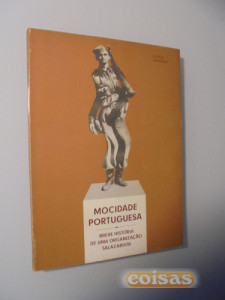 MOCIDADE
PORTUGUESA
BREVE HISTÓRIA
DE UMA ORGANIZAÇÃO
SALAZARISTA
coisas